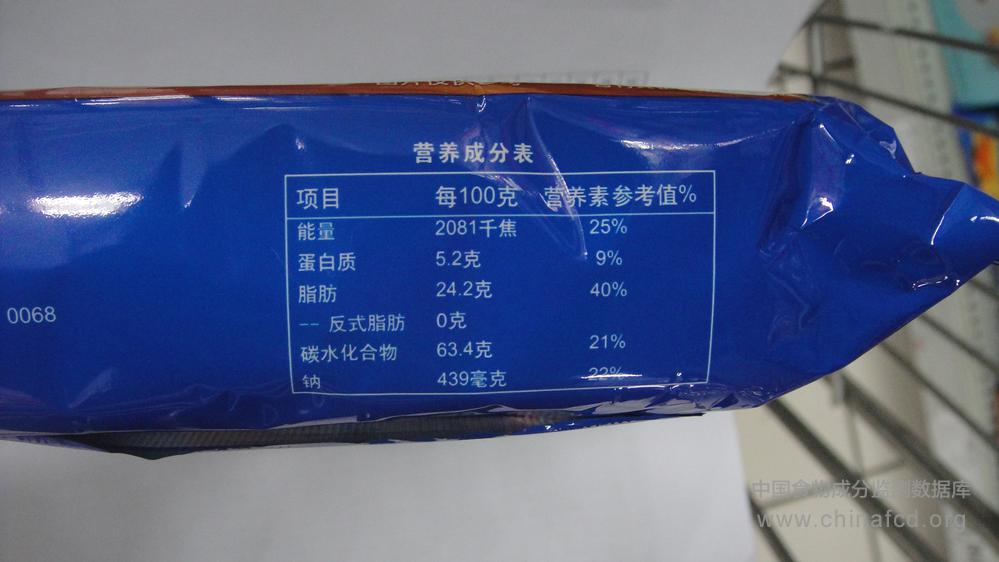 营养成分表
项目 每100克 营养素参考值%
能量 2081千焦 25%
蛋白质 5.2克 9%
脂肪 24.2克 40%
-- 反式脂肪 0克
碳水化合物 63.4克 21%
钠 439毫克 22%
0068
中国食物成分监测数据库
www.chinafcd.org